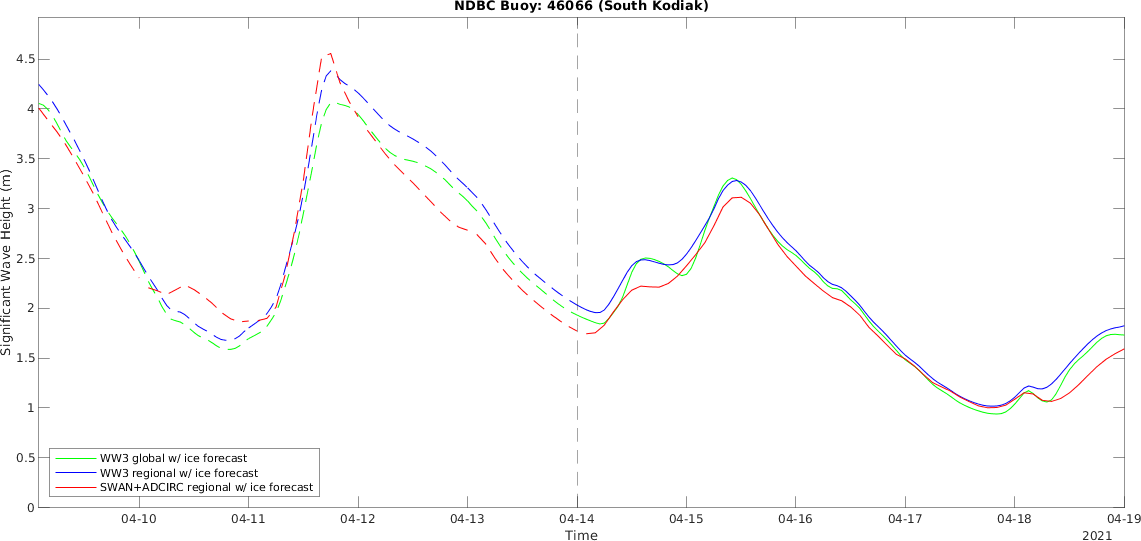 NDBC Buoy: 46066 (South Kodiak)
Significant Wave Height (m)
4.5
4
3.5
3
2.5
2
1.5
1
0.5
0
WW3 global w/ ice forecast
WW3 regional w/ ice forecast
SWAN+ADCIRC regional w/ ice forecast
04-10 04-11 04-12 04-13 04-14 04-15 04-16 04-17 04-18 04-19
Time
2021